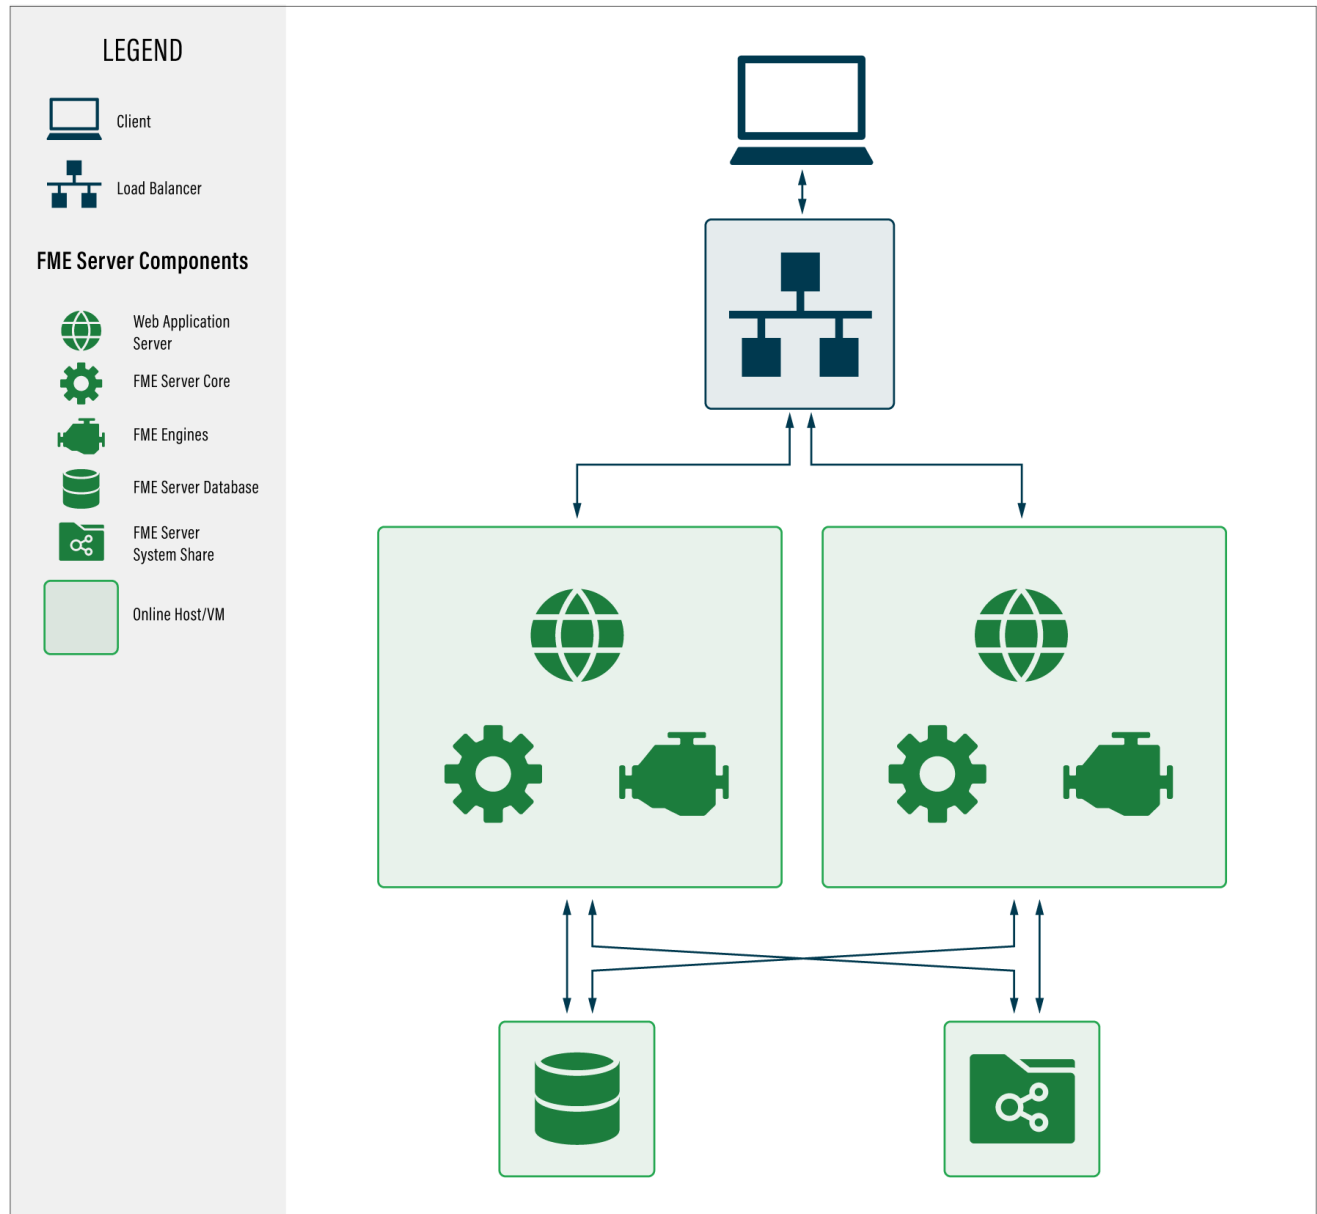 LEGEND
Client
Load Balancer
FME Server Components
Web Application
Server
FME Server Core
FME Engines
FME Server Database
FME Server
System Share
Online Host/VM